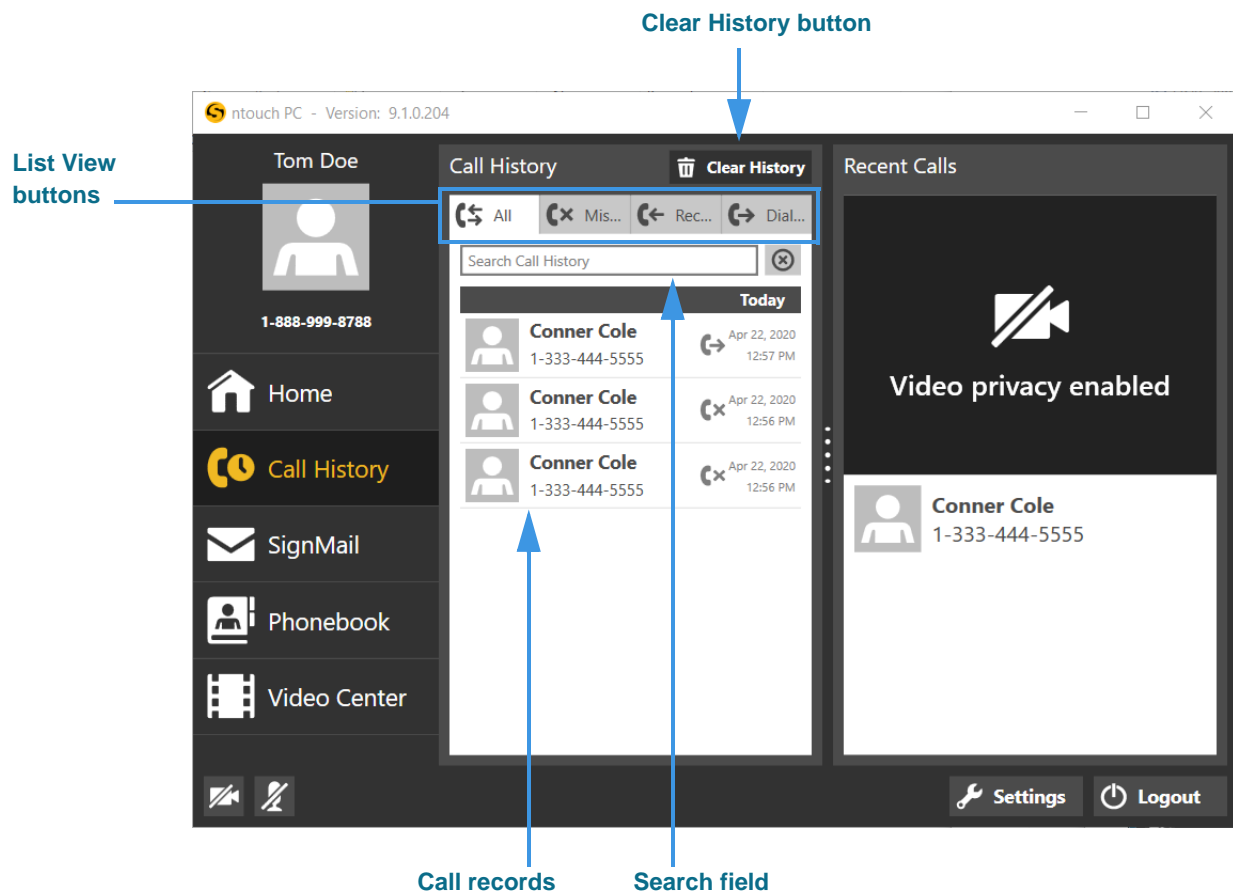 Clear History button
ntouch PC - Version: 9.1.0.204
List View
buttons
Tom Doe
1-888-999-8788
Home
Call History
SignMail
Phonebook
Video Center
Call History
Clear History
All
Mis...
Rec...
Dial...
Search Call History
Today
Conner Cole
1-333-444-5555
Apr 22, 2020
12:57 PM
Conner Cole
1-333-444-5555
Apr 22, 2020
12:56 PM
Conner Cole
1-333-444-5555
Apr 22, 2020
12:56 PM
Recent Calls
Video privacy enabled
Conner Cole
1-333-444-5555
Settings
Logout
Call records
Search field